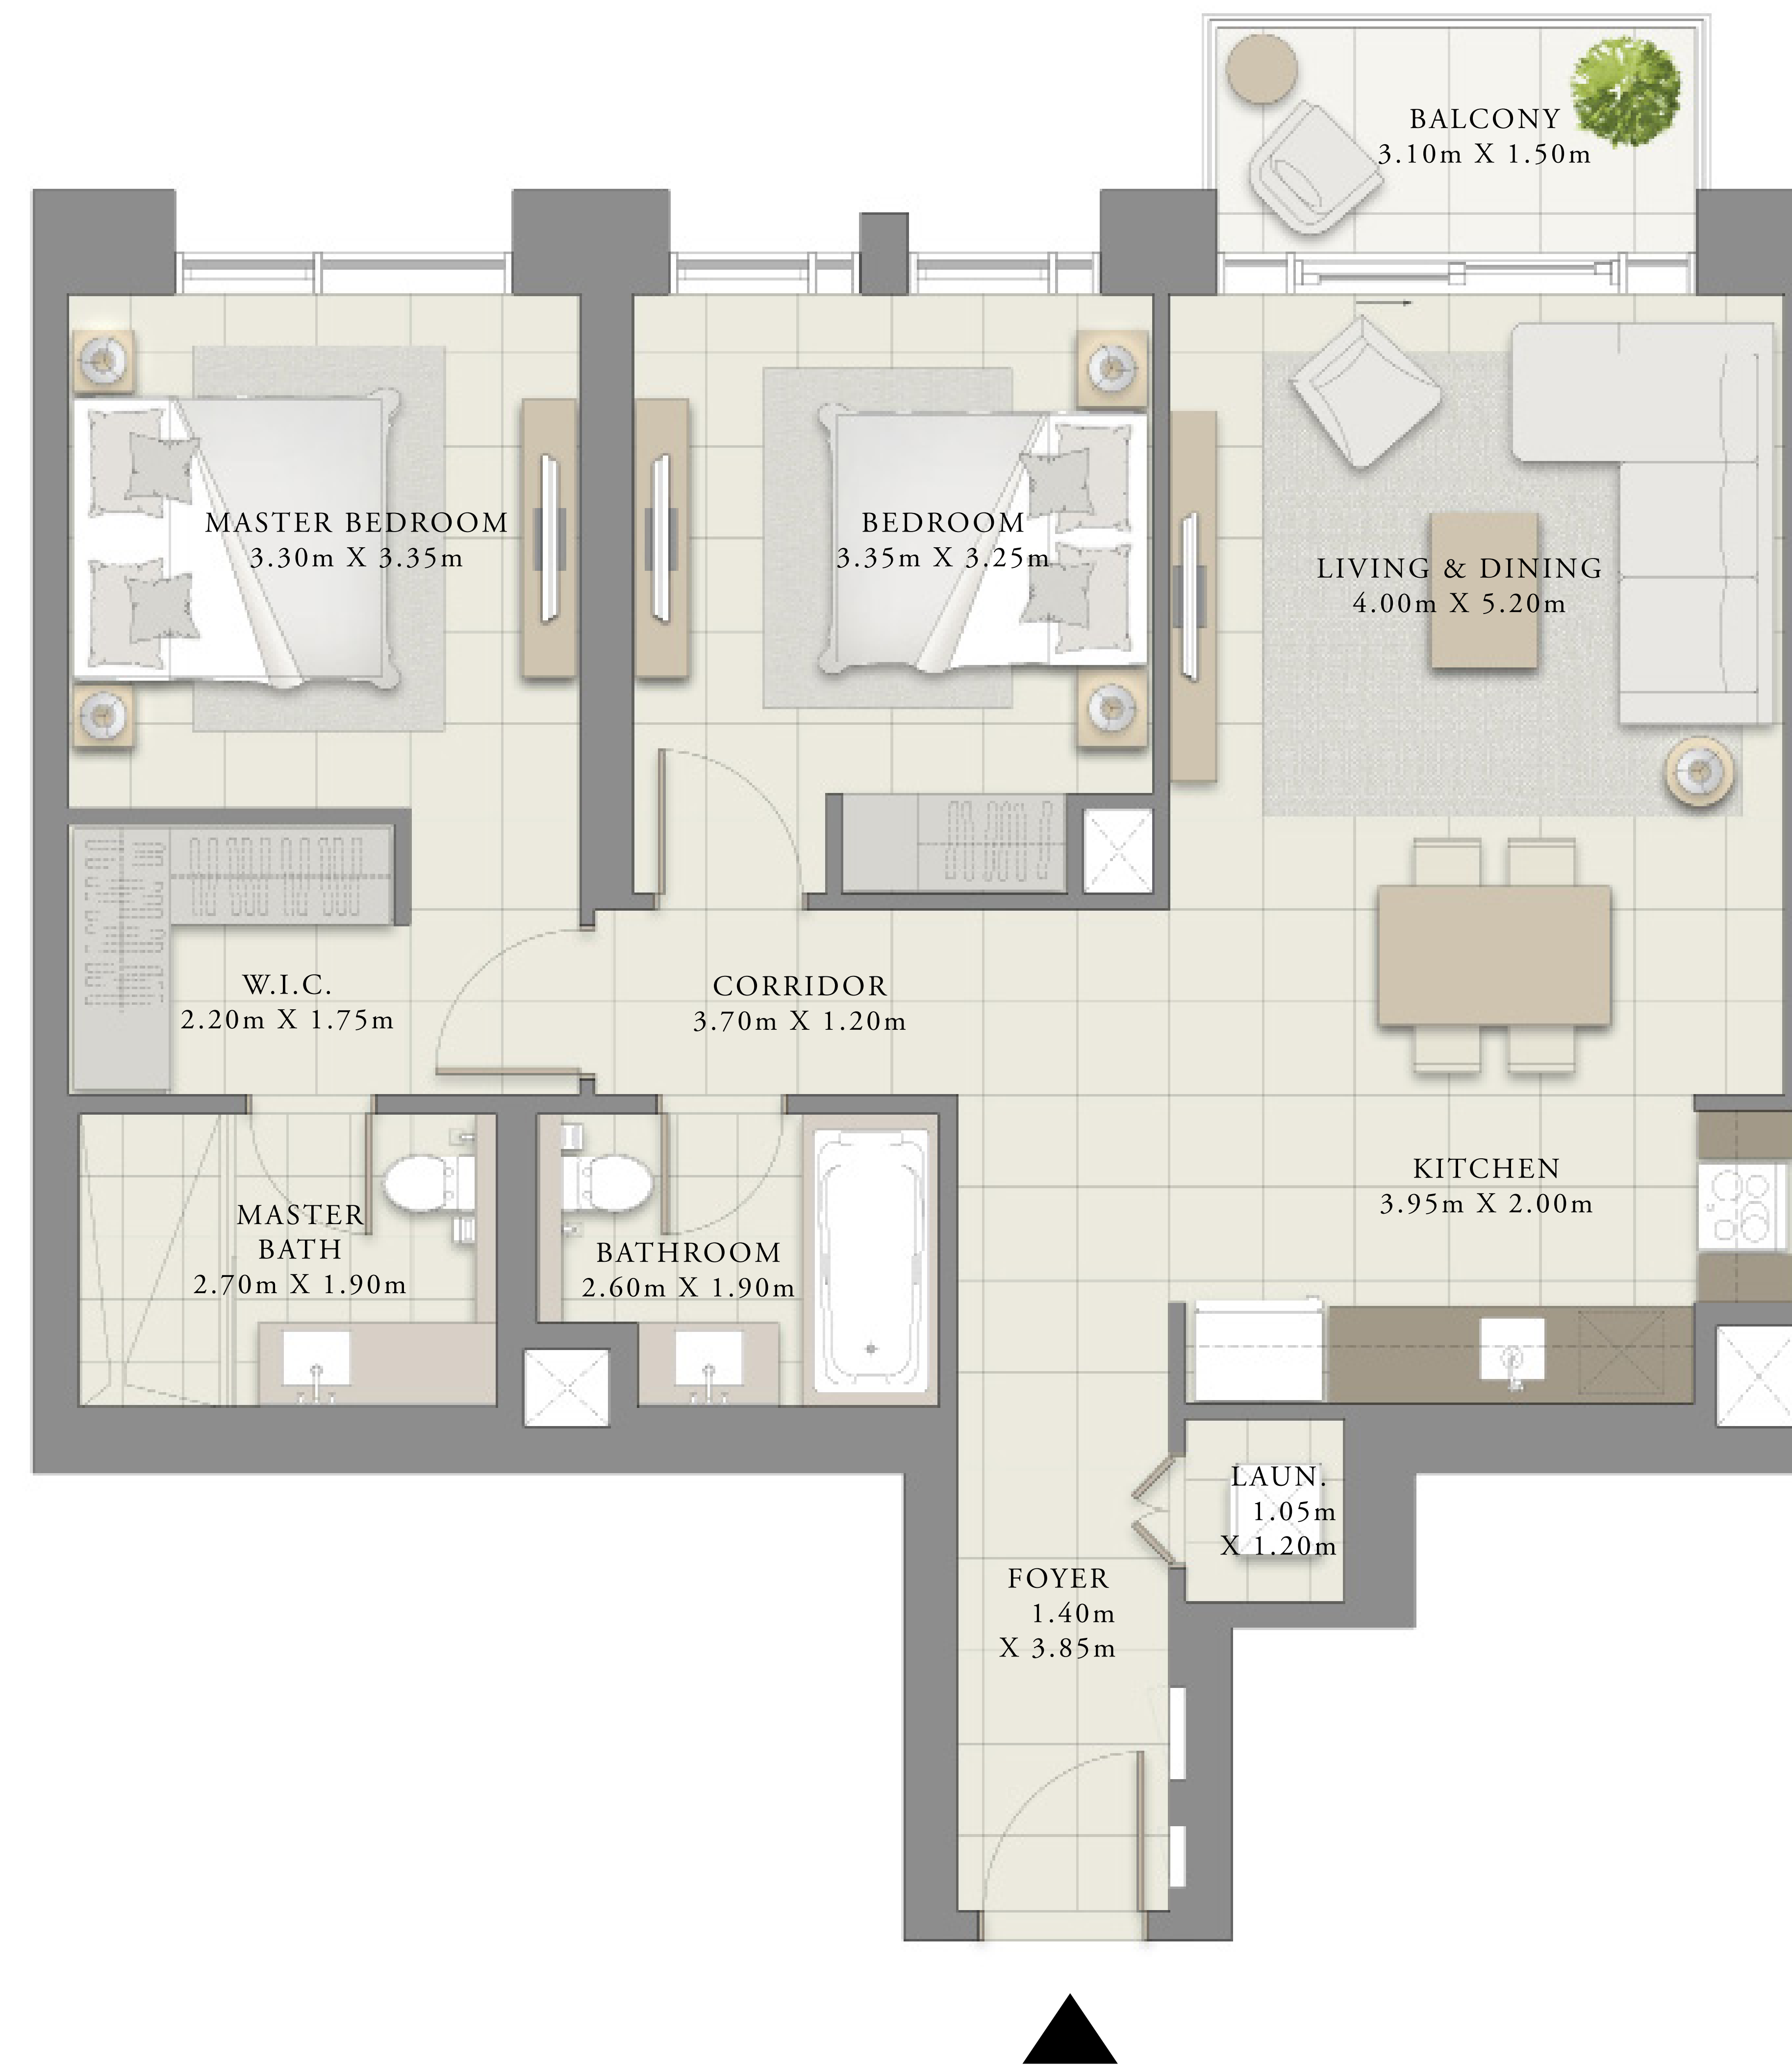 BALCONY
3.10m X 1.50m
MASTER BEDROOM
3.30m X 3.35m
BEDROOM
3.35m X 3.25m
LIVING & DINING
4.00m X 5.20m
W.I.C.
2.20m X 1.75m
CORRIDOR
3.70m X 1.20m
KITCHEN
3.95m X 2.00m
MASTER
BATH
2.70m X 1.90m
BATHROOM
2.60m X 1.90m
LAUN.
1.05m
X 1.20m
FOYER
1.40m
X 3.85m